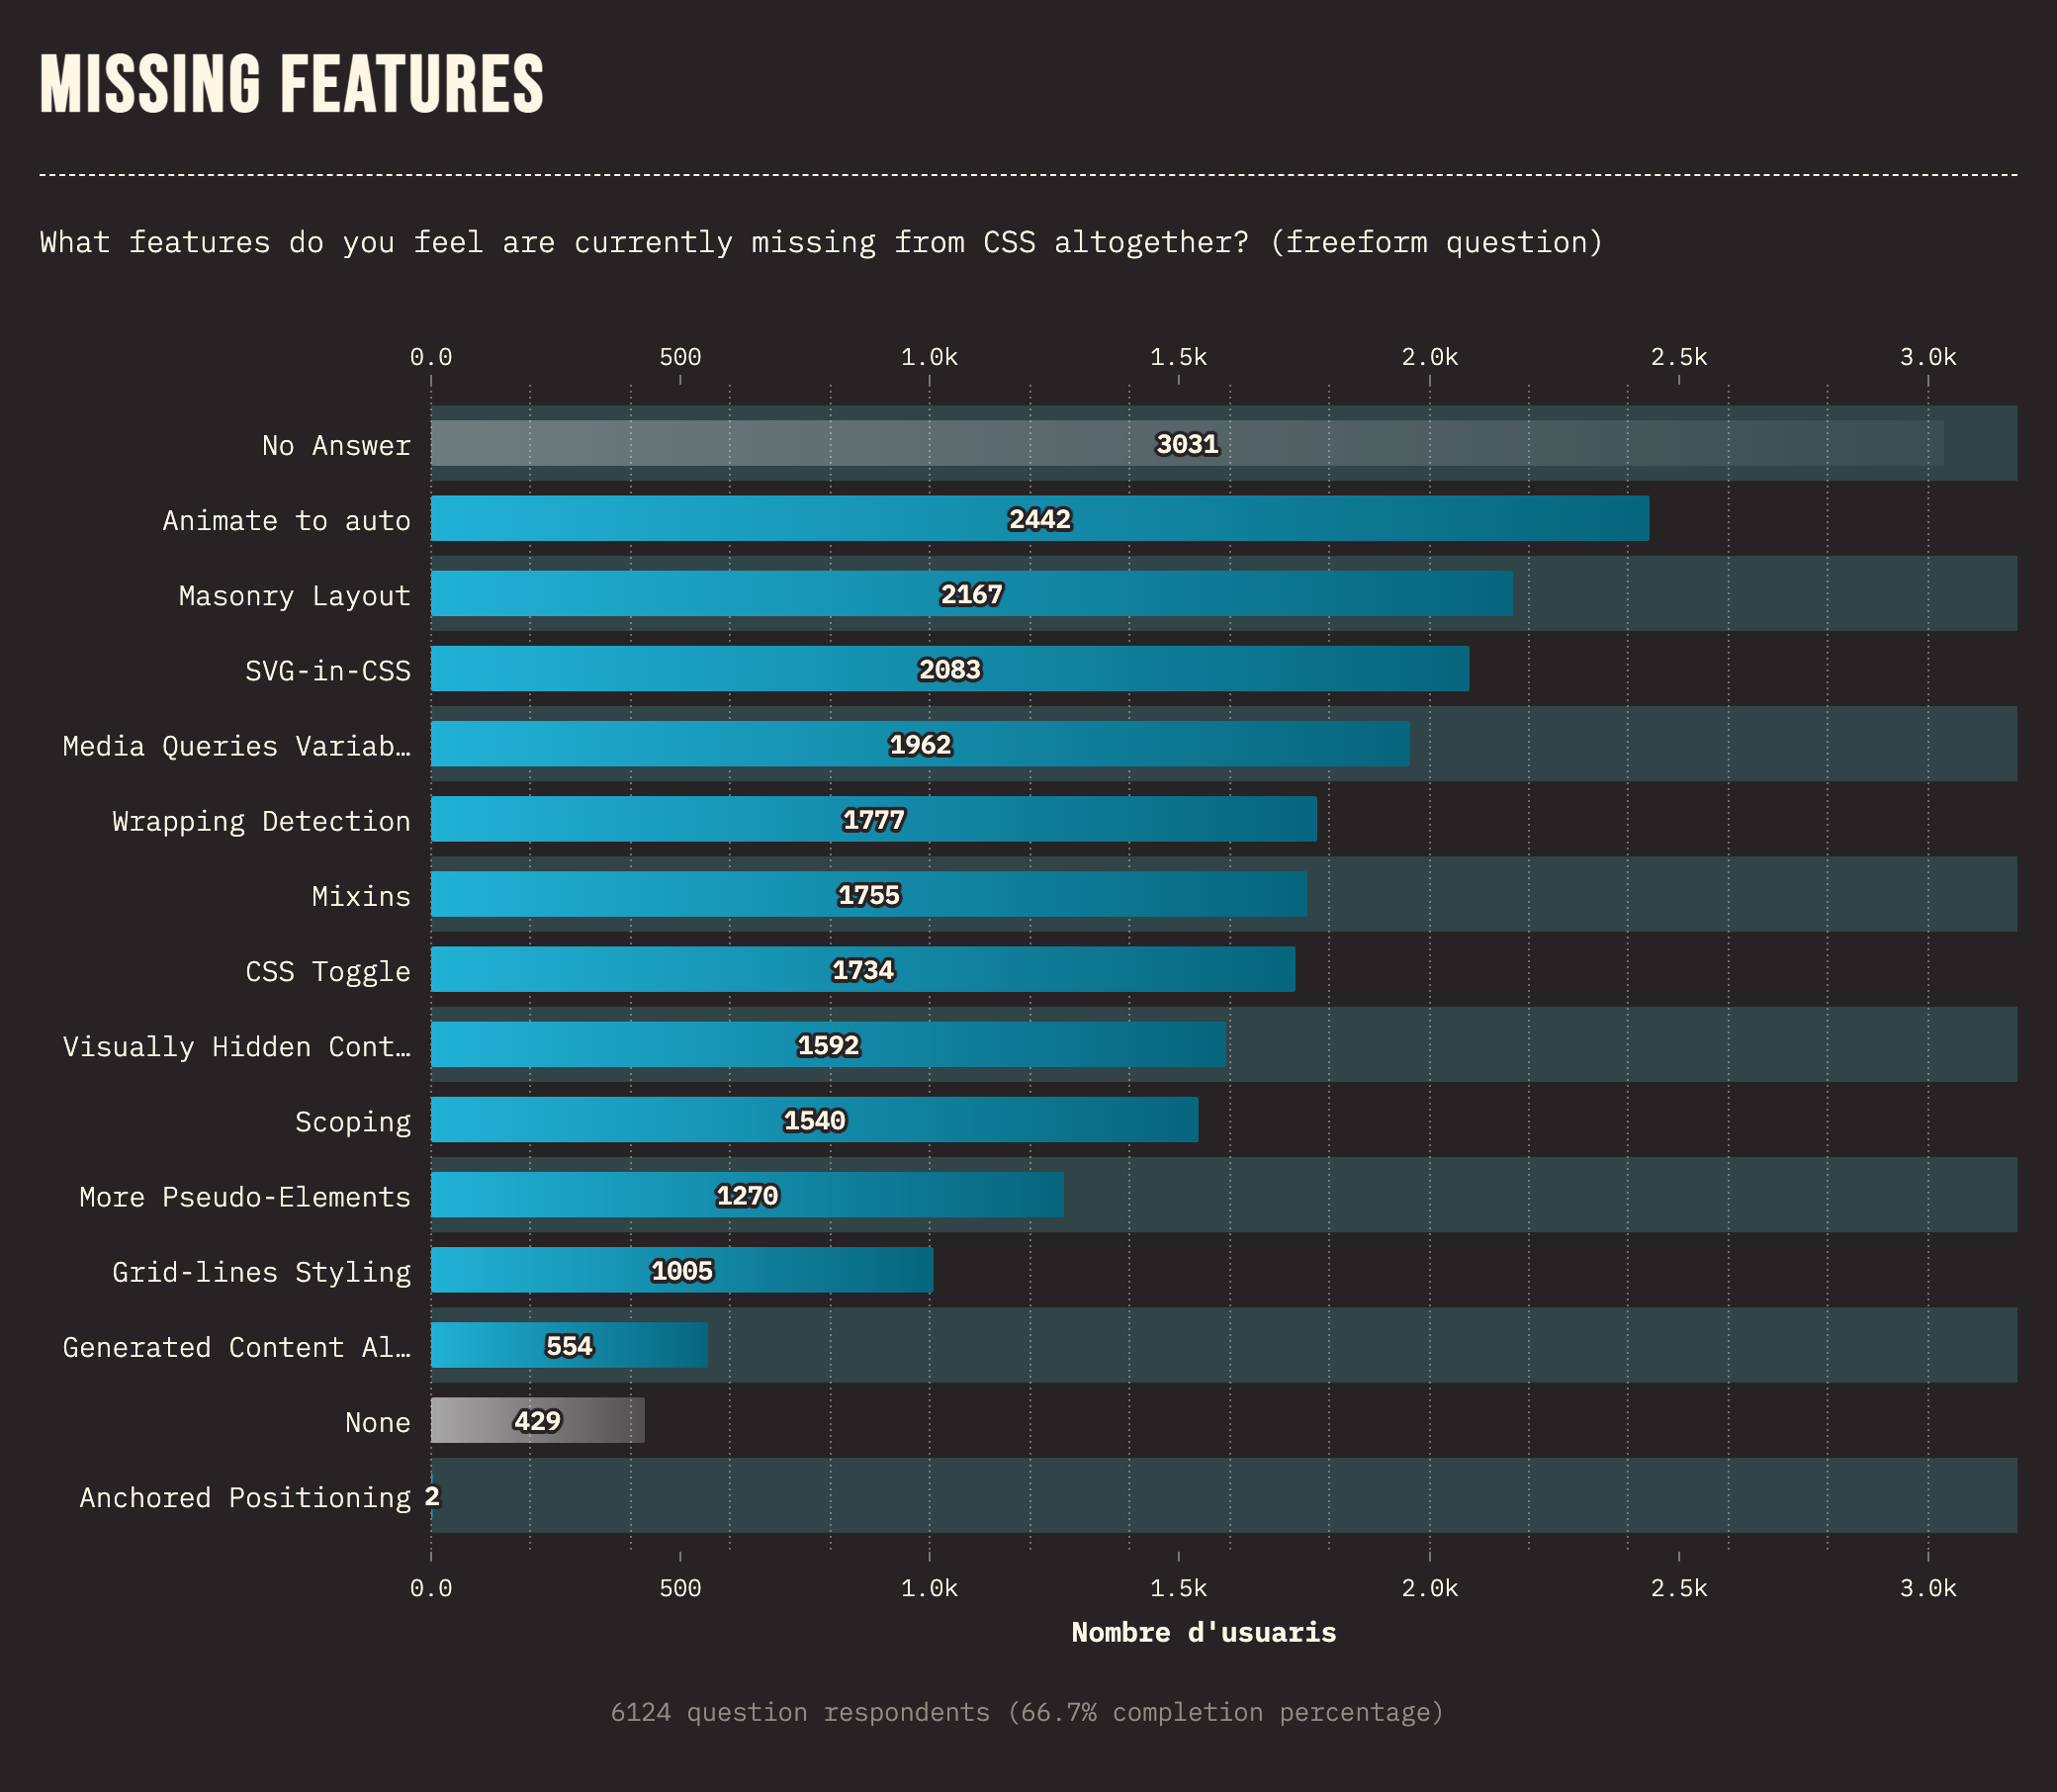 MISSING FEATURES
What features do you feel are currently missing from CSS altogether? (freeform question)
0.0 500 1.0k 1.5k 2.0k 2.5k 3.0k
No Answer 3031
Animate to auto 2442
Masonry Layout 2167
SVG-in-CSS 2083
Media Queries Variab… 1962
Wrapping Detection 1777
Mixins 1755
CSS Toggle 1734
Visually Hidden Cont… 1592
Scoping 1540
More Pseudo-Elements 1270
Grid-lines Styling 1005
Generated Content Al… 554
None 429
Anchored Positioning 2
0.0 500 1.0k 1.5k 2.0k 2.5k 3.0k
Nombre d'usuaris
6124 question respondents (66.7% completion percentage)